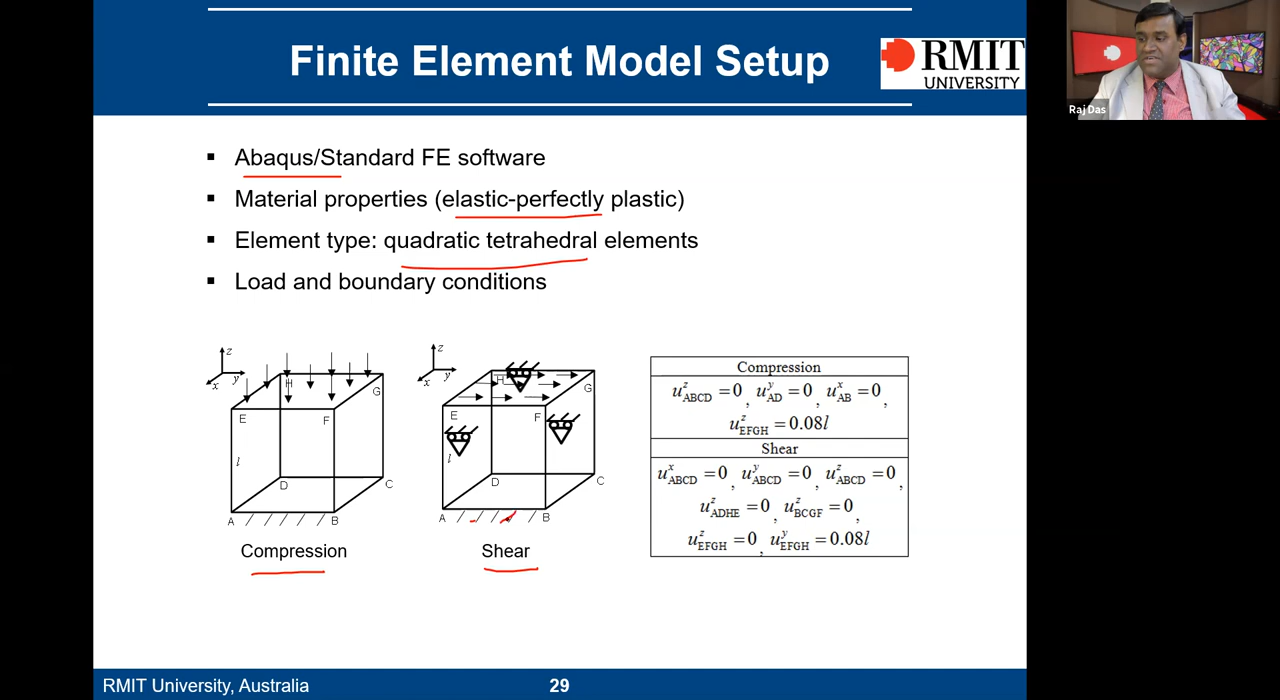 Finite Element Model Setup
RMIT
UNIVERSITY
Raj Das
▪ Abaqus/Standard FE software
▪ Material properties (elastic-perfectly plastic)
▪ Element type: quadratic tetrahedral elements
▪ Load and boundary conditions
z
y
x
H
G
E
F
l
D
C
A
B
Compression
z
y
x
H
G
E
F
l
D
C
A
B
Shear
Compression
u^z_ABCD = 0, u^y_AD = 0, u^x_AB = 0,
u^z_EFGH = 0.08l
Shear
u^x_ABCD = 0, u^y_ABCD = 0, u^z_ABCD = 0,
u^z_ADHE = 0, u^z_BCGF = 0,
u^z_EFGH = 0, u^y_EFGH = 0.08l
RMIT University, Australia
29